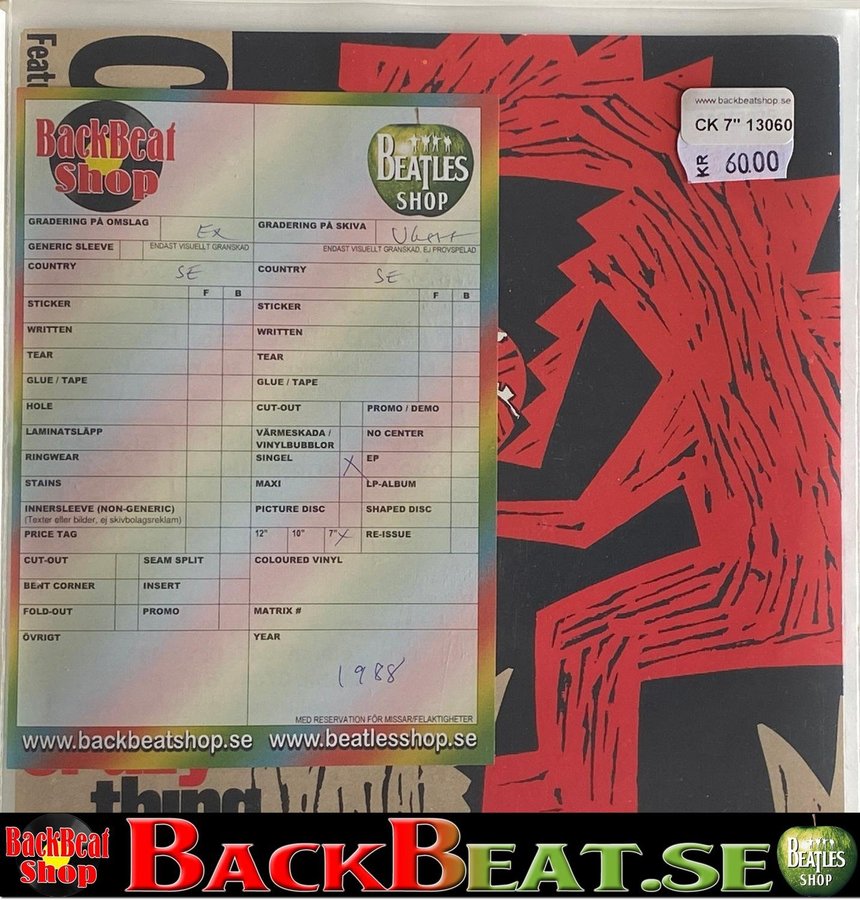 Featu
www.backbeatshop.se
CK 7" 13060
KR 60.00
BackBeat
Shop
BEATLES
SHOP
GRADERING PÅ OMSLAG Ex
GRADERING PÅ SKIVA
GENERIC SLEEVE ENDAST VISUELLT GRANSKAD
ENDAST VISUELLT GRANSKAD, EJ PROVSPELAD
COUNTRY SE
COUNTRY SE
F B
F B
STICKER
STICKER
WRITTEN
WRITTEN
TEAR
TEAR
GLUE / TAPE
GLUE / TAPE
HOLE
CUT-OUT PROMO / DEMO
LAMINATSLÄPP
VÄRMESKADA /
VINYLBUBBLOR
NO CENTER
RINGWEAR
SINGEL X EP
STAINS
MAXI LP-ALBUM
INNERSLEEVE (NON-GENERIC)
(Texter eller bilder, ej skivbolagsreklam)
PICTURE DISC SHAPED DISC
PRICE TAG
12" 10" 7" X RE-ISSUE
CUT-OUT SEAM SPLIT
COLOURED VINYL
BENT CORNER INSERT
FOLD-OUT PROMO
MATRIX #
ÖVRIGT
YEAR
1988
MED RESERVATION FÖR MISSAR/FELAKTIGHETER
www.backbeatshop.se www.beatlesshop.se
crazy
thing
BackBeat
Shop
BACKBEAT.SE
BEATLES
SHOP